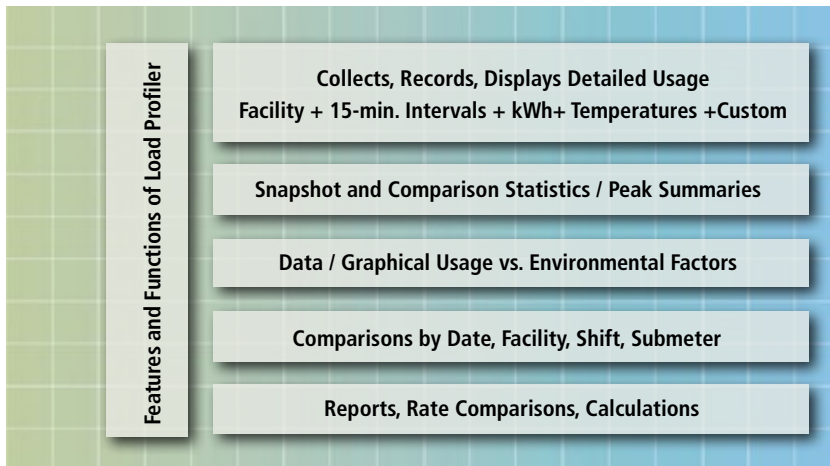 Features and Functions of Load Profiler
Collects, Records, Displays Detailed Usage
Facility + 15-min. Intervals + kWh+ Temperatures +Custom
Snapshot and Comparison Statistics / Peak Summaries
Data / Graphical Usage vs. Environmental Factors
Comparisons by Date, Facility, Shift, Submeter
Reports, Rate Comparisons, Calculations